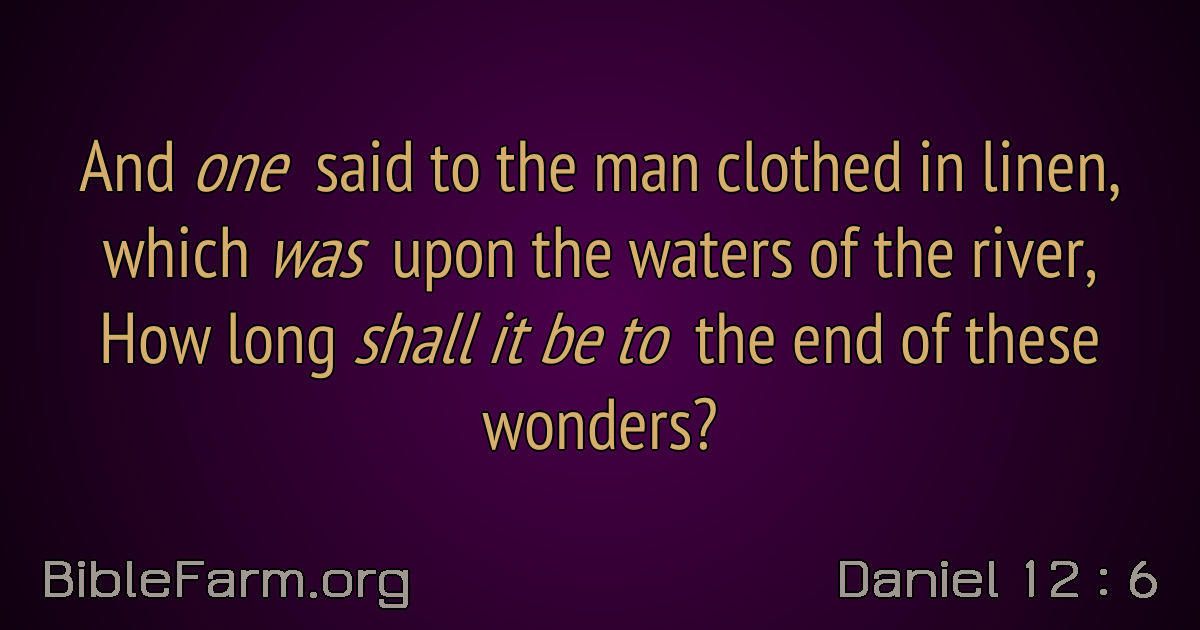 And one said to the man clothed in linen,
which was upon the waters of the river,
How long shall it be to the end of these
wonders?
BibleFarm.org
Daniel 12 : 6